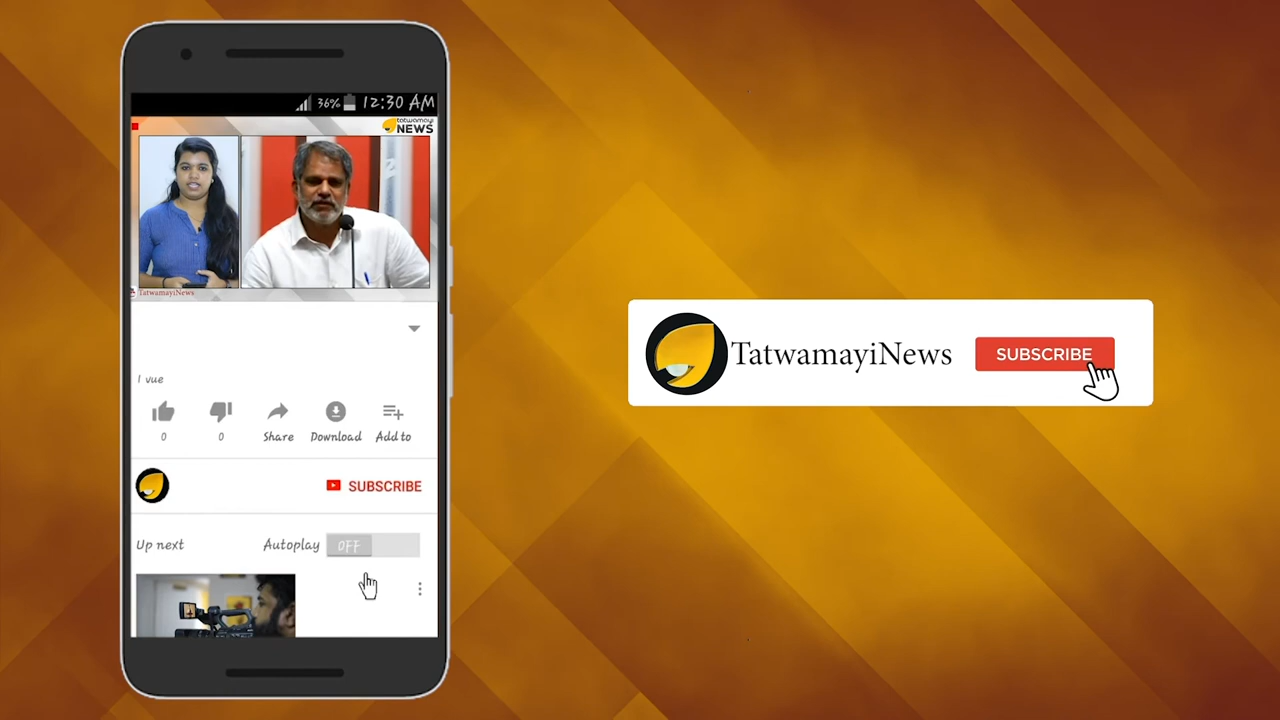 36% 12:30 AM
tatwamayi
NEWS
TatwamayiNews
1 vue
0 0 Share Download Add to
SUBSCRIBE
Up next Autoplay OFF
TatwamayiNews SUBSCRIBE